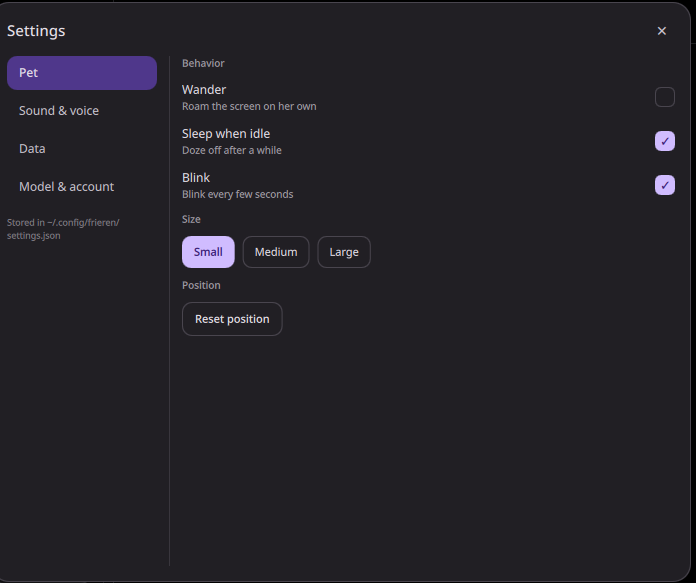 Settings
×
Pet
Sound & voice
Data
Model & account
Stored in ~/.config/frieren/
settings.json
Behavior
Wander
Roam the screen on her own
Sleep when idle
Doze off after a while
✓
Blink
Blink every few seconds
✓
Size
Small Medium Large
Position
Reset position